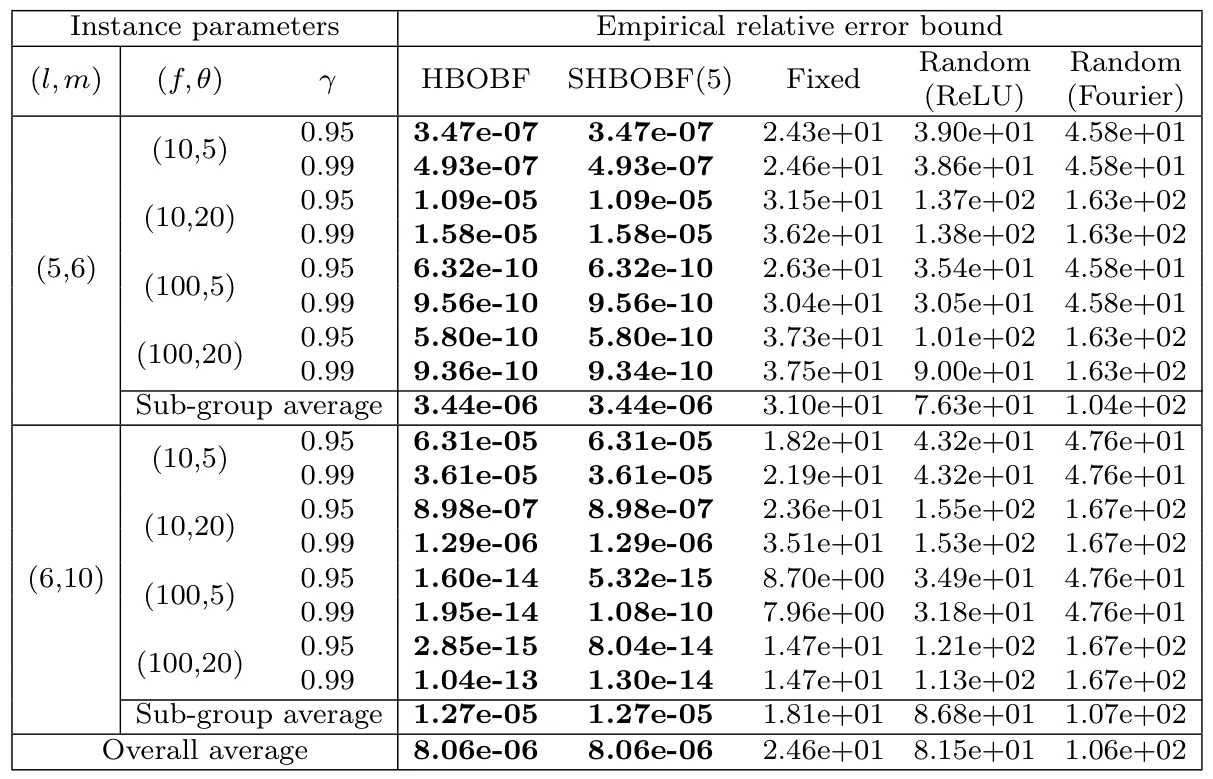 Instance parameters Empirical relative error bound
(l, m) (f, θ) γ HBOBF SHBOBF(5) Fixed Random (ReLU) Random (Fourier)
(5,6) (10,5) 0.95 3.47e-07 3.47e-07 2.43e+01 3.90e+01 4.58e+01
0.99 4.93e-07 4.93e-07 2.46e+01 3.86e+01 4.58e+01
(10,20) 0.95 1.09e-05 1.09e-05 3.15e+01 1.37e+02 1.63e+02
0.99 1.58e-05 1.58e-05 3.62e+01 1.38e+02 1.63e+02
(100,5) 0.95 6.32e-10 6.32e-10 2.63e+01 3.54e+01 4.58e+01
0.99 9.56e-10 9.56e-10 3.04e+01 3.05e+01 4.58e+01
(100,20) 0.95 5.80e-10 5.80e-10 3.73e+01 1.01e+02 1.63e+02
0.99 9.36e-10 9.34e-10 3.75e+01 9.00e+01 1.63e+02
Sub-group average 3.44e-06 3.44e-06 3.10e+01 7.63e+01 1.04e+02
(6,10) (10,5) 0.95 6.31e-05 6.31e-05 1.82e+01 4.32e+01 4.76e+01
0.99 3.61e-05 3.61e-05 2.19e+01 4.32e+01 4.76e+01
(10,20) 0.95 8.98e-07 8.98e-07 2.36e+01 1.55e+02 1.67e+02
0.99 1.29e-06 1.29e-06 3.51e+01 1.53e+02 1.67e+02
(100,5) 0.95 1.60e-14 5.32e-15 8.70e+00 3.49e+01 4.76e+01
0.99 1.95e-14 1.08e-10 7.96e+00 3.18e+01 4.76e+01
(100,20) 0.95 2.85e-15 8.04e-14 1.47e+01 1.21e+02 1.67e+02
0.99 1.04e-13 1.30e-14 1.47e+01 1.13e+02 1.67e+02
Sub-group average 1.27e-05 1.27e-05 1.81e+01 8.68e+01 1.07e+02
Overall average 8.06e-06 8.06e-06 2.46e+01 8.15e+01 1.06e+02